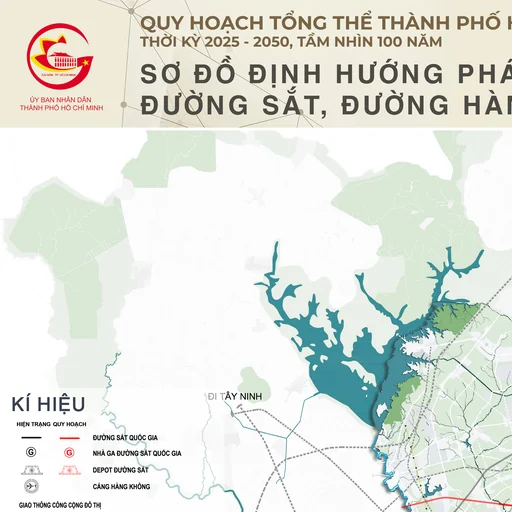 QUY HOẠCH TỔNG THỂ THÀNH PHỐ H
THỜI KỲ 2025 - 2050, TẦM NHÌN 100 NĂM
SƠ ĐỒ ĐỊNH HƯỚNG PHÁ
ĐƯỜNG SẮT, ĐƯỜNG HÀN
ỦY BAN NHÂN DÂN
THÀNH PHỐ HỒ CHÍ MINH
ĐI TÂY NINH
KÍ HIỆU
HIỆN TRẠNG QUY HOẠCH
ĐƯỜNG SẮT QUỐC GIA
G G NHÀ GA ĐƯỜNG SẮT QUỐC GIA
DEPOT ĐƯỜNG SẮT
CẢNG HÀNG KHÔNG
GIAO THÔNG CÔNG CỘNG ĐÔ THỊ